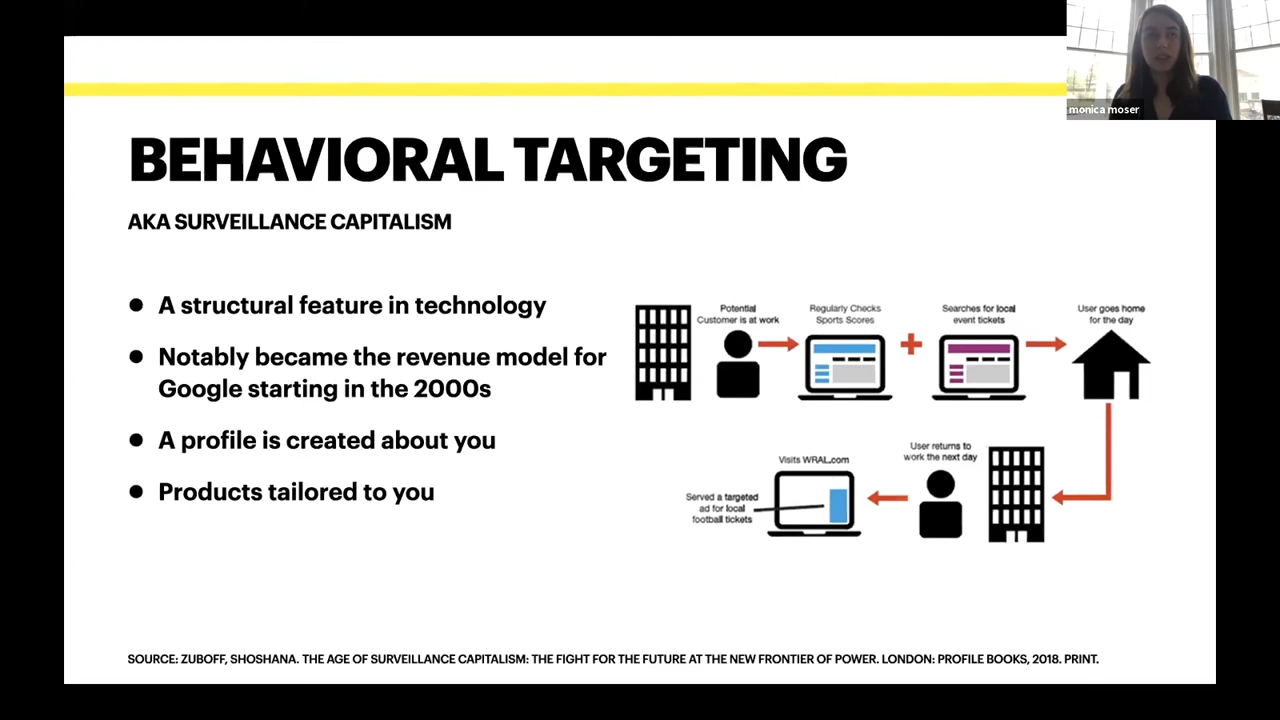 monica moser
BEHAVIORAL TARGETING
AKA SURVEILLANCE CAPITALISM
A structural feature in technology
Notably became the revenue model for
Google starting in the 2000s
A profile is created about you
Products tailored to you
Potential
Customer is at work
Regularly Checks
Sports Scores
Searches for local
event tickets
User goes home
for the day
User returns to
work the next day
Visits WRAL.com
Served a targeted
ad for local
football tickets
SOURCE: ZUBOFF, SHOSHANA. THE AGE OF SURVEILLANCE CAPITALISM: THE FIGHT FOR THE FUTURE AT THE NEW FRONTIER OF POWER. LONDON: PROFILE BOOKS, 2018. PRINT.